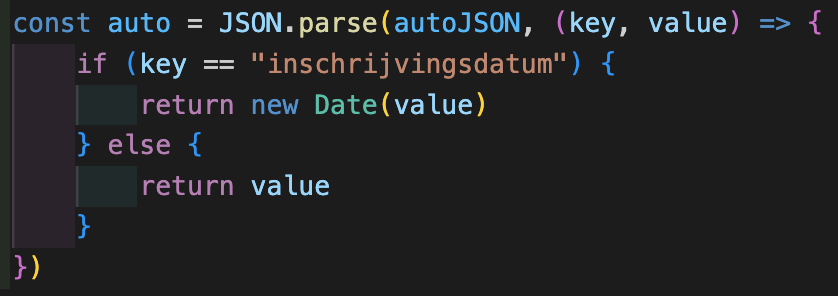 const auto = JSON.parse(autoJSON, (key, value) => {
if (key == "inschrijvingsdatum") {
return new Date(value)
} else {
return value
}
})